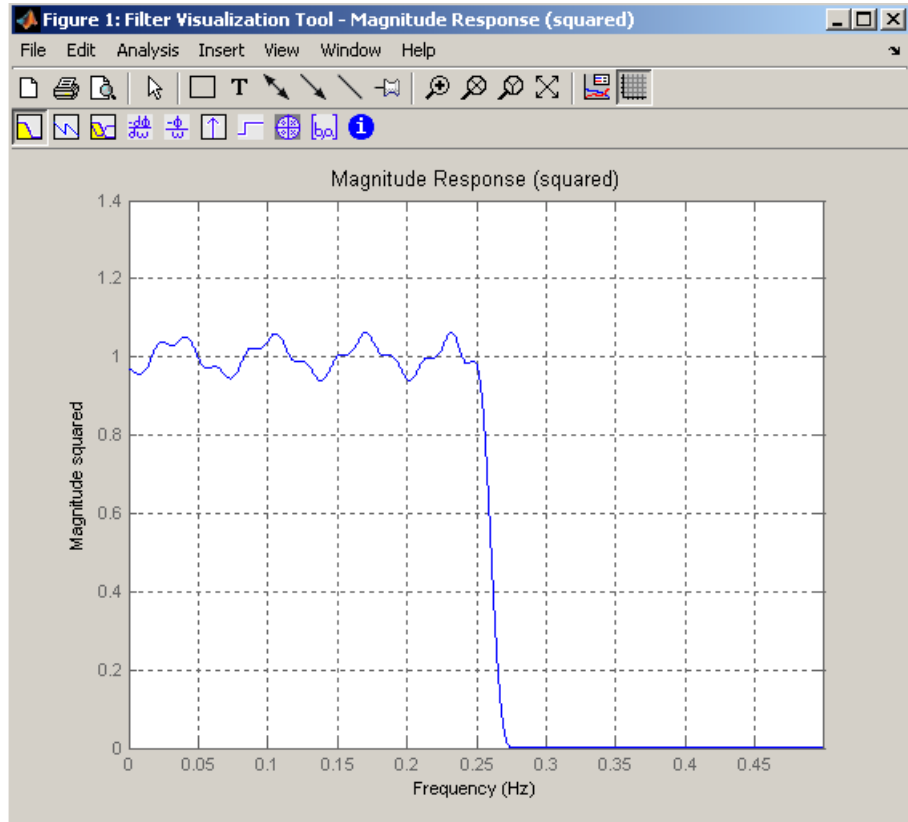 Figure 1: Filter Visualization Tool - Magnitude Response (squared)
File Edit Analysis Insert View Window Help
T
[b,a]
i
Magnitude Response (squared)
1.4
1.2
1
0.8
0.6
0.4
0.2
0
Magnitude squared
0 0.05 0.1 0.15 0.2 0.25 0.3 0.35 0.4 0.45
Frequency (Hz)